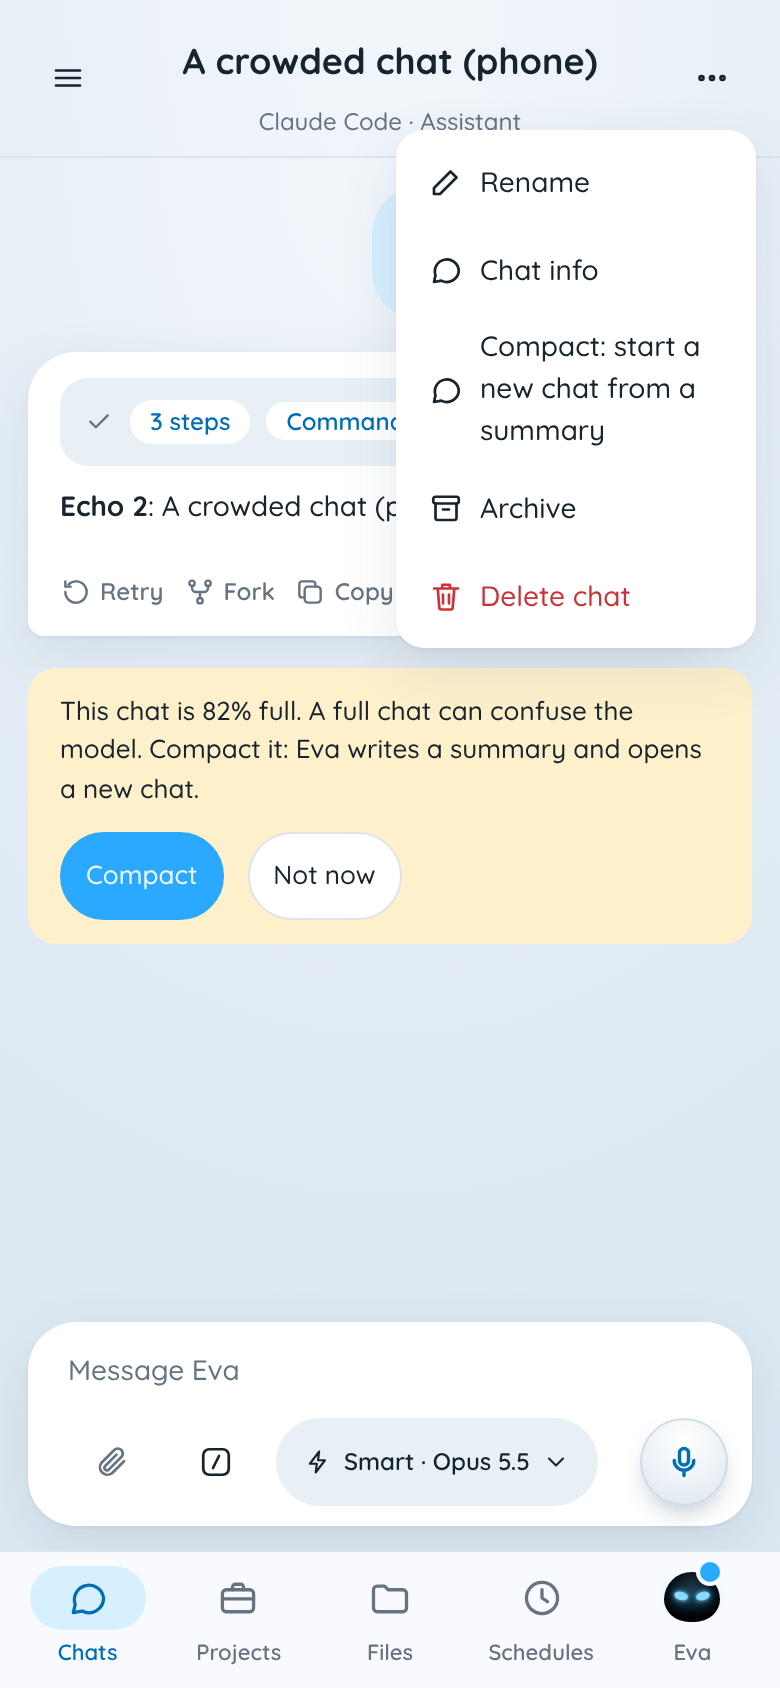 A crowded chat (phone)
Claude Code · Assistant
Rename
Chat info
Compact: start a
new chat from a
summary
Archive
Delete chat
3 steps
Echo 2: A crowded chat
Retry
Fork
Copy
This chat is 82% full. A full chat can confuse the
model. Compact it: Eva writes a summary and opens
a new chat.
Compact
Not now
Message Eva
Smart · Opus 5.5
Chats
Projects
Files
Schedules
Eva